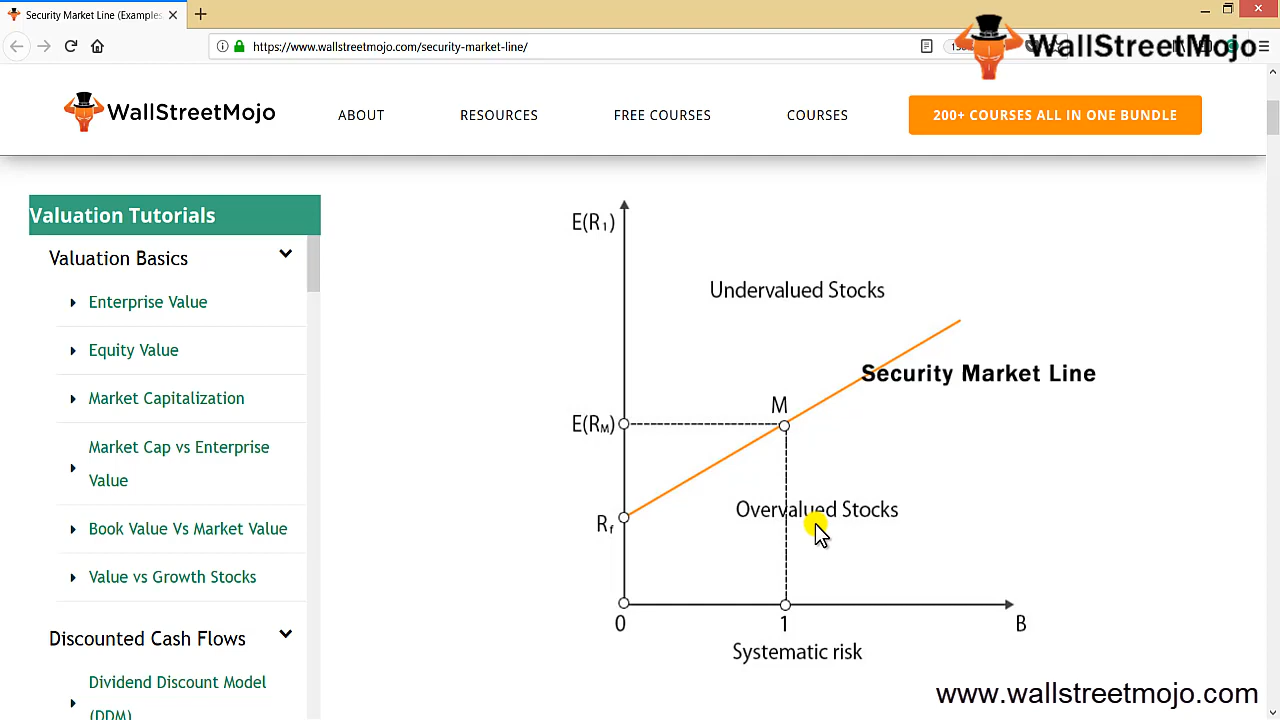 Security Market Line (Examples,
https://www.wallstreetmojo.com/security-market-line/
WallStreetMojo
WallStreetMojo
ABOUT
RESOURCES
FREE COURSES
COURSES
200+ COURSES ALL IN ONE BUNDLE
Valuation Tutorials
Valuation Basics
Enterprise Value
Equity Value
Market Capitalization
Market Cap vs Enterprise
Value
Book Value Vs Market Value
Value vs Growth Stocks
Discounted Cash Flows
Dividend Discount Model
(DDM)
E(R₁)
Undervalued Stocks
Security Market Line
M
E(Rₘ)
Overvalued Stocks
Rf
0
1
B
Systematic risk
www.wallstreetmojo.com